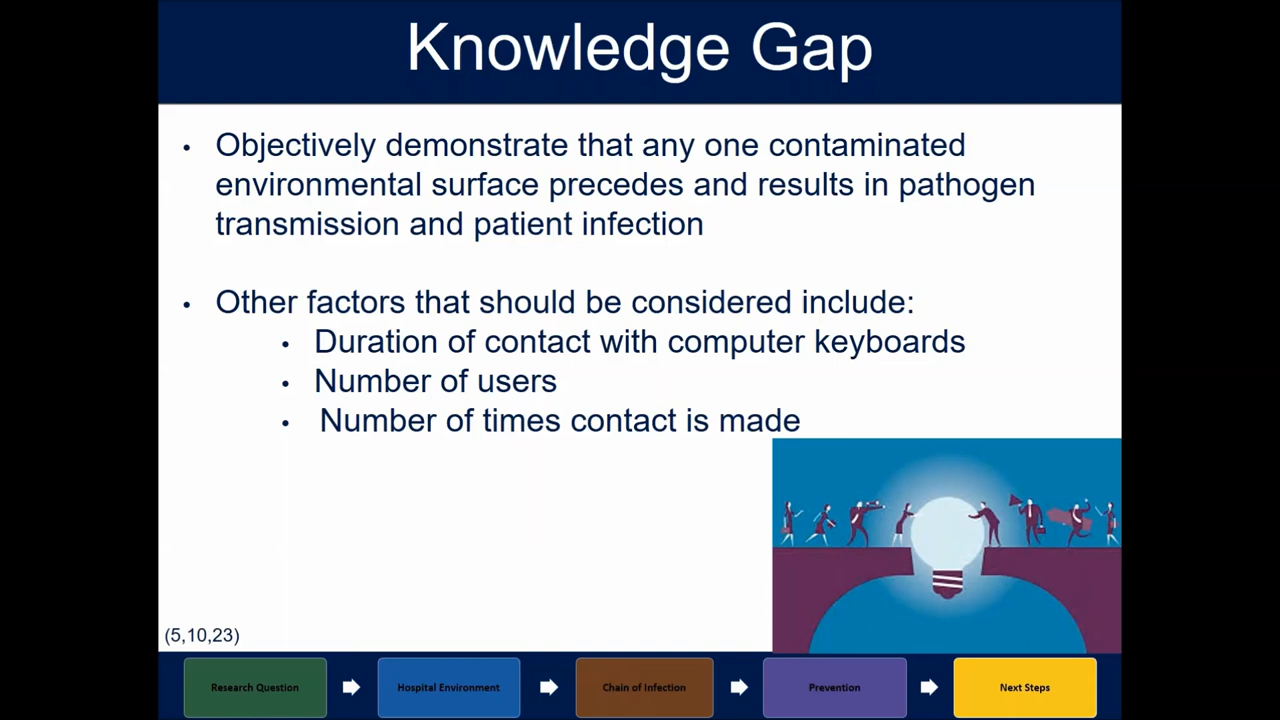 Knowledge Gap
• Objectively demonstrate that any one contaminated
environmental surface precedes and results in pathogen
transmission and patient infection
• Other factors that should be considered include:
• Duration of contact with computer keyboards
• Number of users
• Number of times contact is made
(5,10,23)
Research Question
Hospital Environment
Chain of Infection
Prevention
Next Steps